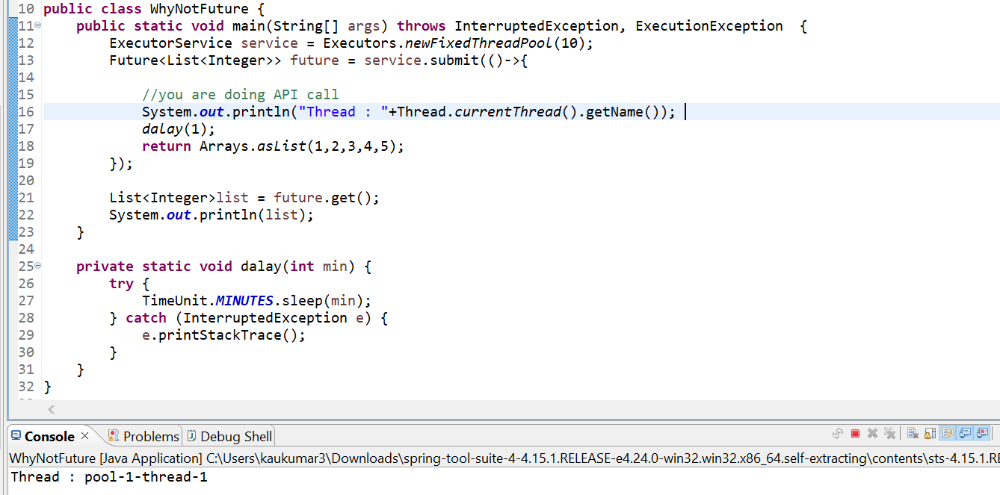 10 public class WhyNotFuture {
11 public static void main(String[] args) throws InterruptedException, ExecutionException {
12 ExecutorService service = Executors.newFixedThreadPool(10);
13 Future<List<Integer>> future = service.submit(()->{
14
15 //you are doing API call
16 System.out.println("Thread : "+Thread.currentThread().getName());
17 dalay(1);
18 return Arrays.asList(1,2,3,4,5);
19 });
20
21 List<Integer>list = future.get();
22 System.out.println(list);
23 }
24
25 private static void dalay(int min) {
26 try {
27 TimeUnit.MINUTES.sleep(min);
28 } catch (InterruptedException e) {
29 e.printStackTrace();
30 }
31 }
32 }
Console Problems Debug Shell
WhyNotFuture [Java Application] C:\Users\kaukumar3\Downloads\spring-tool-suite-4-4.15.1.RELEASE-e4.24.0-win32.win32.x86_64.self-extracting\contents\sts-4.15.1.RE
Thread : pool-1-thread-1